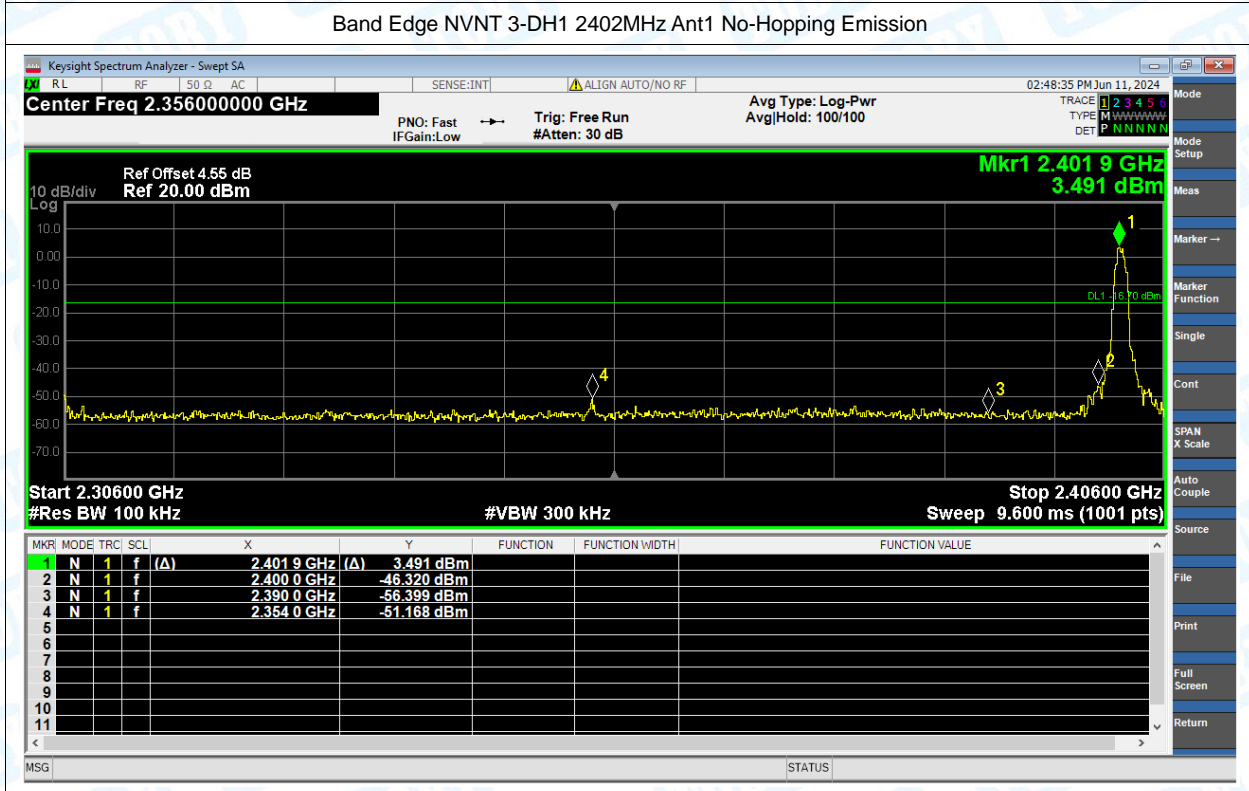 Band Edge NVNT 3-DH1 2402MHz Ant1 No-Hopping Emission
Keysight Spectrum Analyzer - Swept SA
LXI RL RF 50 Ω AC SENSE:INT ALIGN AUTO/NO RF 02:48:35 PM Jun 11, 2024
Center Freq 2.356000000 GHz
PNO: Fast
IFGain:Low
Trig: Free Run
#Atten: 30 dB
Avg Type: Log-Pwr
Avg|Hold: 100/100
TRACE 1 2 3 4 5 6
TYPE M WWWWW
DET P N N N N N
Mkr1 2.401 9 GHz
3.491 dBm
Ref Offset 4.55 dB
10 dB/div Ref 20.00 dBm
Log
10.0
0.00
-10.0
-20.0
-30.0
-40.0
-50.0
-60.0
-70.0
1
DL1 -16.70 dBm
2
3
4
Start 2.30600 GHz Stop 2.40600 GHz
#Res BW 100 kHz #VBW 300 kHz Sweep 9.600 ms (1001 pts)
MKR MODE TRC SCL X Y FUNCTION FUNCTION WIDTH FUNCTION VALUE
1 N 1 f (Δ) 2.401 9 GHz (Δ) 3.491 dBm
2 N 1 f 2.400 0 GHz -46.320 dBm
3 N 1 f 2.390 0 GHz -56.399 dBm
4 N 1 f 2.354 0 GHz -51.168 dBm
5
6
7
8
9
10
11
MSG STATUS
Mode
Mode
Setup
Meas
Marker→
Marker
Function
Single
Cont
SPAN
X Scale
Auto
Couple
Source
File
Print
Full
Screen
Return